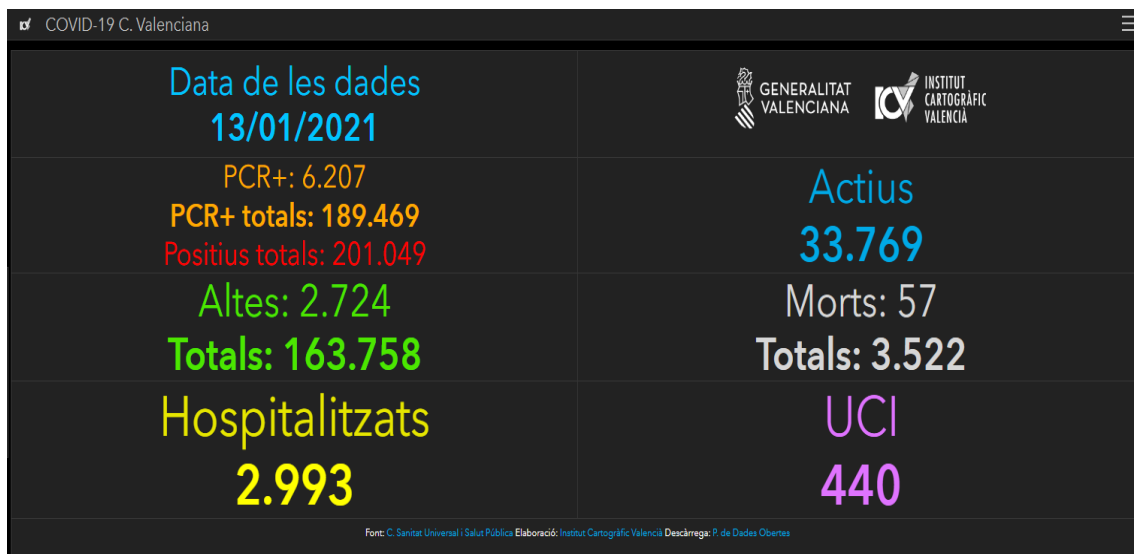 COVID-19 C. Valenciana
Data de les dades
13/01/2021
GENERALITAT
VALENCIANA
ICV
INSTITUT
CARTOGRÀFIC
VALENCIÀ
PCR+: 6.207
PCR+ totals: 189.469
Positius totals: 201.049
Actius
33.769
Altes: 2.724
Totals: 163.758
Morts: 57
Totals: 3.522
Hospitalitzats
2.993
UCI
440
Font: C. Sanitat Universal i Salut Pública Elaboració: Institut Cartogràfic Valencià Descàrrega: P. de Dades Obertes